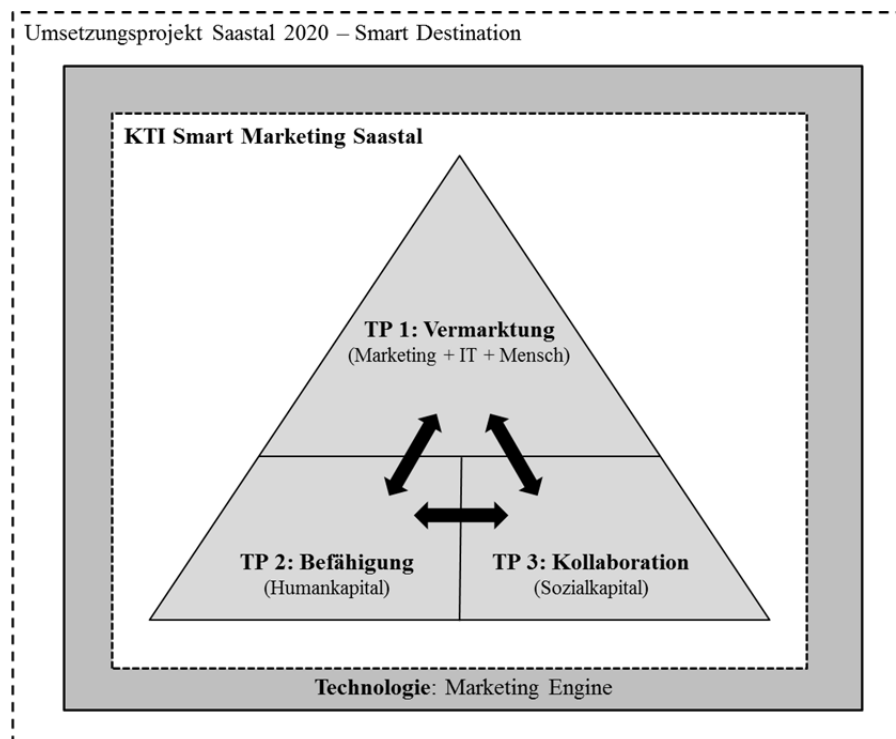 Umsetzungsprojekt Saastal 2020 – Smart Destination
KTI Smart Marketing Saastal
TP 1: Vermarktung
(Marketing + IT + Mensch)
TP 2: Befähigung
(Humankapital)
TP 3: Kollaboration
(Sozialkapital)
Technologie: Marketing Engine